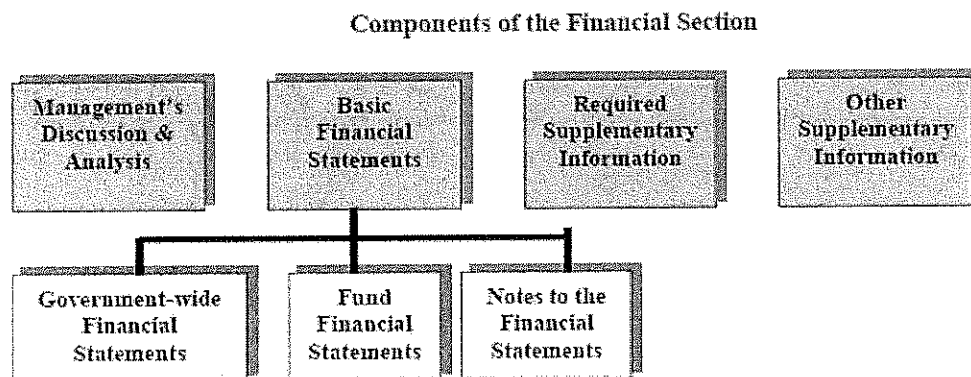 Components of the Financial Section
Management's
Discussion &
Analysis
Basic
Financial
Statements
Required
Supplementary
Information
Other
Supplementary
Information
Government-wide
Financial
Statements
Fund
Financial
Statements
Notes to the
Financial
Statements